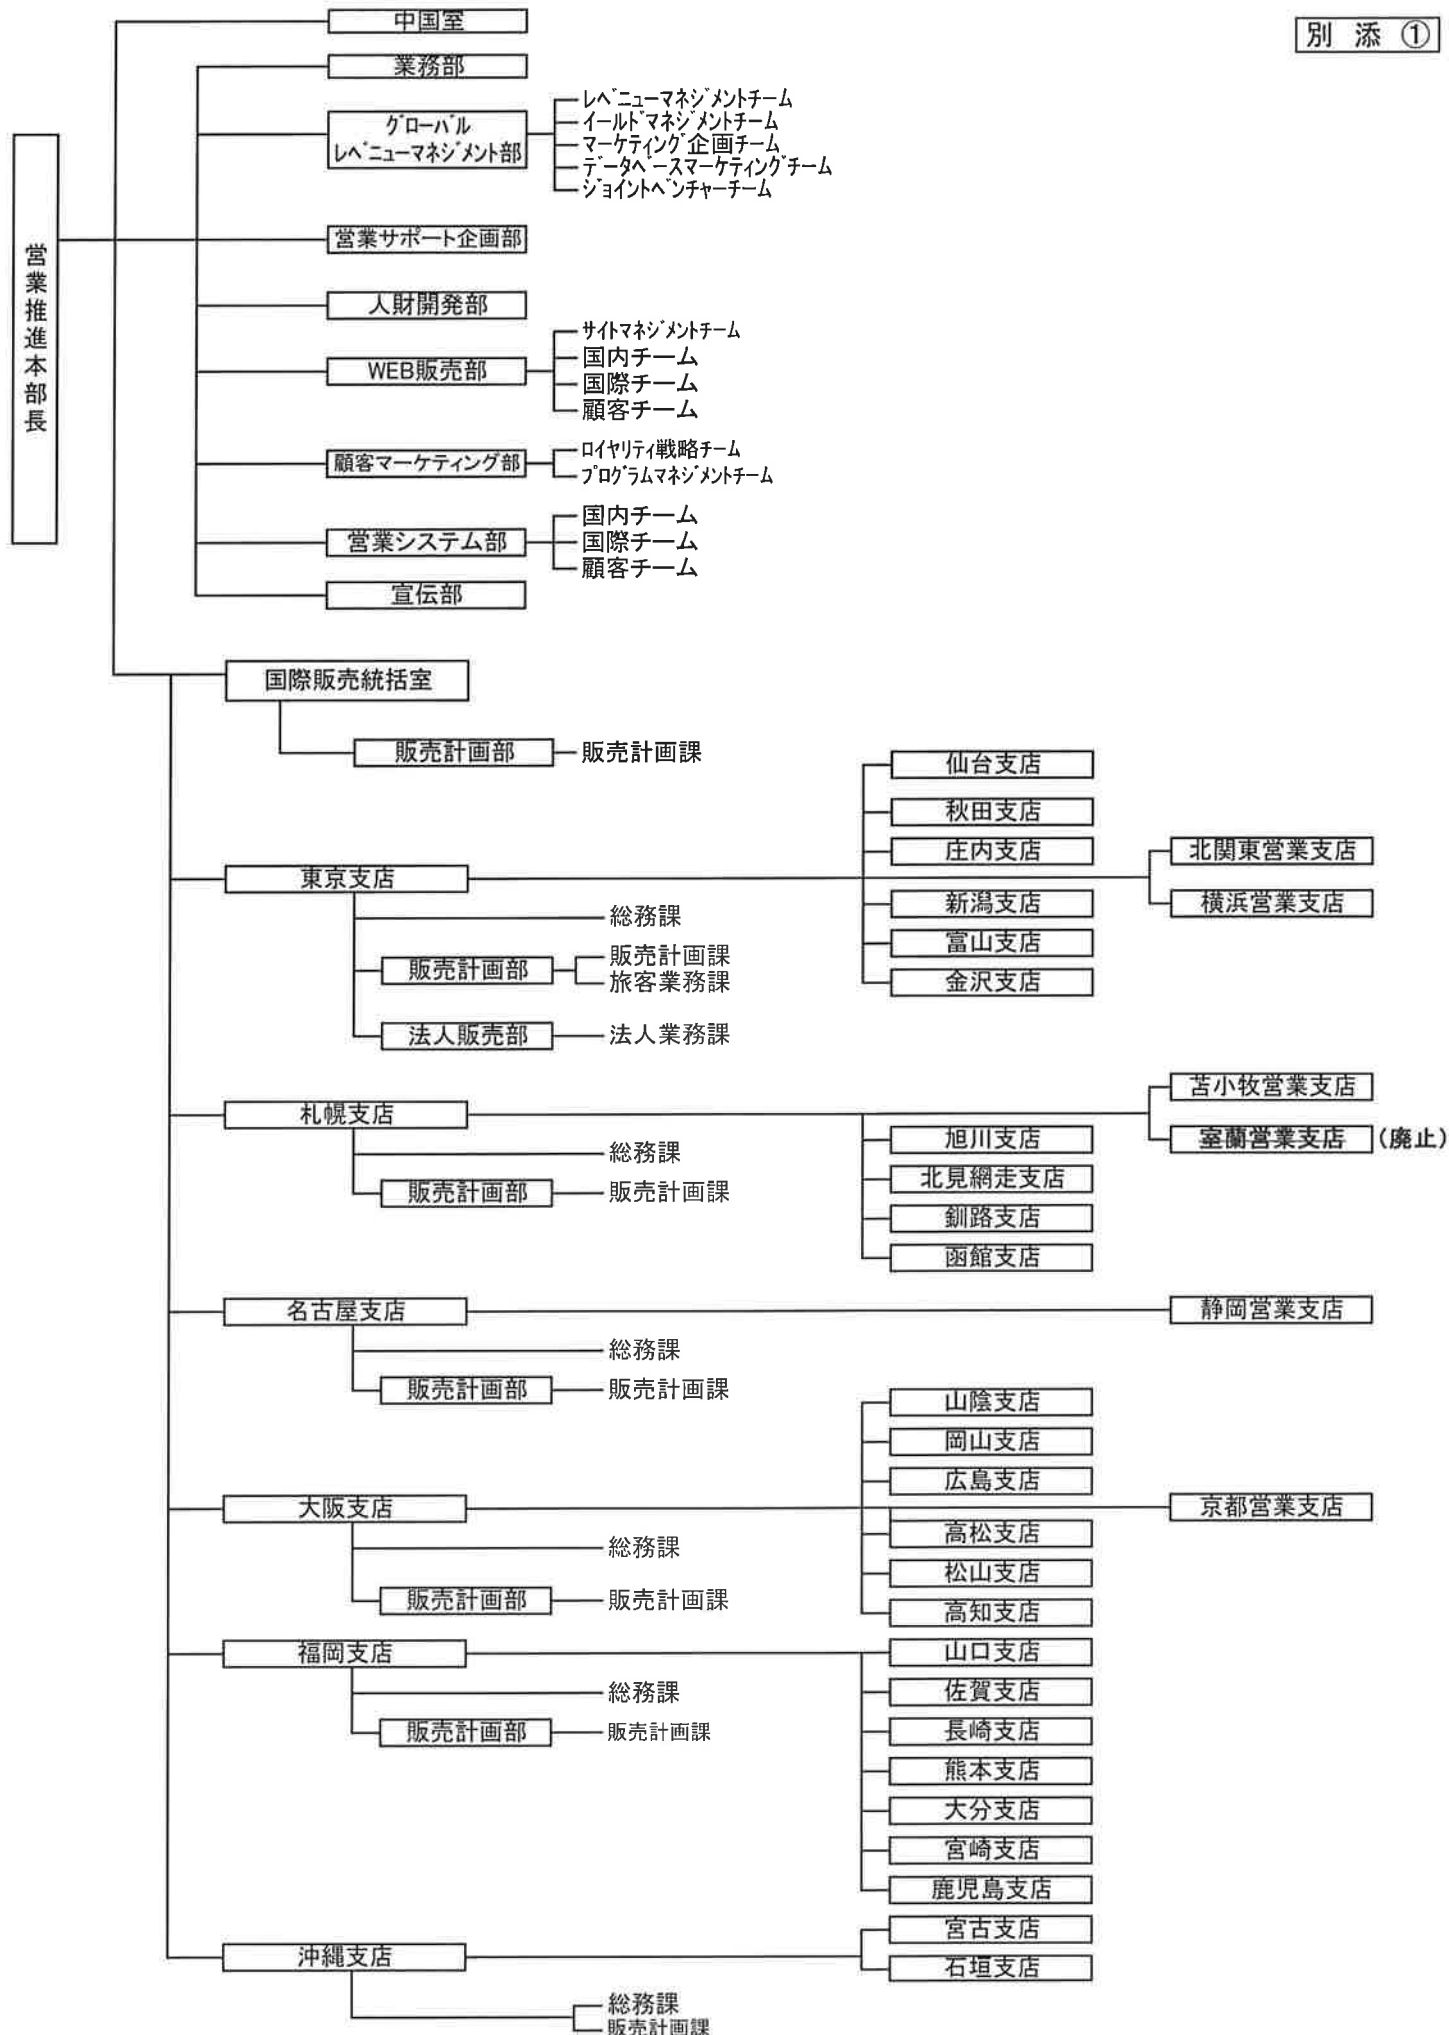 別添①
中国室
業務部
グローバル
レベニューマネジメント部
レベニューマネジメントチーム
イールドマネジメントチーム
マーケティング企画チーム
データベースマーケティングチーム
ジョイントベンチャーチーム
営業推進本部長
営業サポート企画部
人財開発部
WEB販売部
サイトマネジメントチーム
国内チーム
国際チーム
顧客チーム
顧客マーケティング部
ロイヤリティ戦略チーム
プログラムマネジメントチーム
営業システム部
国内チーム
国際チーム
顧客チーム
宣伝部
国際販売統括室
販売計画部
販売計画課
東京支店
総務課
販売計画部
販売計画課
旅客業務課
法人販売部
法人業務課
仙台支店
秋田支店
庄内支店
新潟支店
富山支店
金沢支店
北関東営業支店
横浜営業支店
札幌支店
総務課
販売計画部
販売計画課
旭川支店
北見網走支店
釧路支店
函館支店
苫小牧営業支店
室蘭営業支店 (廃止)
名古屋支店
総務課
販売計画部
販売計画課
静岡営業支店
大阪支店
総務課
販売計画部
販売計画課
山陰支店
岡山支店
広島支店
高松支店
松山支店
高知支店
京都営業支店
福岡支店
総務課
販売計画部
販売計画課
山口支店
佐賀支店
長崎支店
熊本支店
大分支店
宮崎支店
鹿児島支店
沖縄支店
総務課
販売計画課
宮古支店
石垣支店